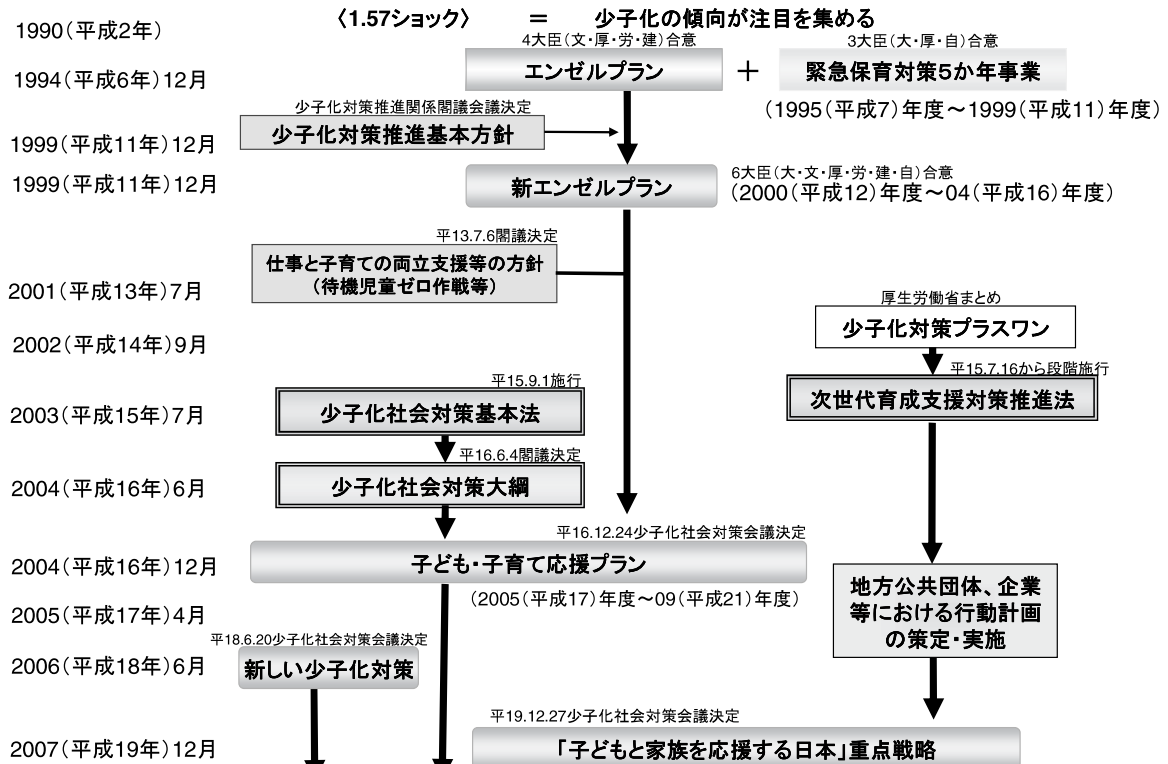 1990(平成2年)
〈1.57ショック〉 = 少子化の傾向が注目を集める
4大臣(文・厚・労・建)合意
3大臣(大・厚・自)合意
1994(平成6年)12月
エンゼルプラン
+
緊急保育対策5か年事業
(1995(平成7)年度~1999(平成11)年度)
少子化対策推進関係閣議会議決定
1999(平成11年)12月
少子化対策推進基本方針
1999(平成11年)12月
新エンゼルプラン
6大臣(大・文・厚・労・建・自)合意
(2000(平成12)年度~04(平成16)年度)
平13.7.6閣議決定
2001(平成13年)7月
仕事と子育ての両立支援等の方針
(待機児童ゼロ作戦等)
厚生労働省まとめ
2002(平成14年)9月
少子化対策プラスワン
平15.9.1施行
平15.7.16から段階施行
2003(平成15年)7月
少子化社会対策基本法
次世代育成支援対策推進法
平16.6.4閣議決定
2004(平成16年)6月
少子化社会対策大綱
平16.12.24少子化社会対策会議決定
2004(平成16年)12月
子ども・子育て応援プラン
(2005(平成17)年度~09(平成21)年度)
2005(平成17年)4月
地方公共団体、企業
等における行動計画
の策定・実施
平18.6.20少子化社会対策会議決定
2006(平成18年)6月
新しい少子化対策
平19.12.27少子化社会対策会議決定
2007(平成19年)12月
「子どもと家族を応援する日本」重点戦略